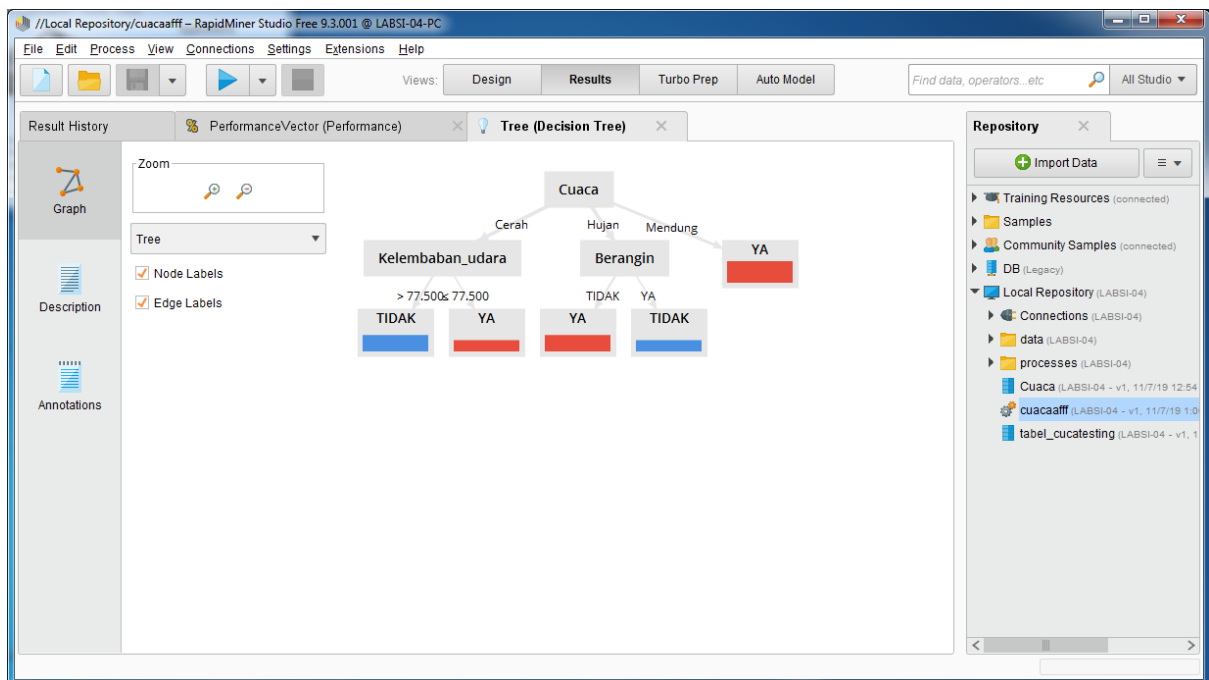 //Local Repository/cuacaafff – RapidMiner Studio Free 9.3.001 @ LABSI-04-PC
File Edit Process View Connections Settings Extensions Help
Views: Design Results Turbo Prep Auto Model Find data, operators...etc All Studio
Result History PerformanceVector (Performance) Tree (Decision Tree)
Graph
Description
Annotations
Zoom
Tree
Node Labels
Edge Labels
Cuaca
Cerah Hujan Mendung
Kelembaban_udara Berangin YA
> 77.500 ≤ 77.500 TIDAK YA
TIDAK YA YA TIDAK
Repository
Import Data
Training Resources (connected)
Samples
Community Samples (connected)
DB (Legacy)
Local Repository (LABSI-04)
Connections (LABSI-04)
data (LABSI-04)
processes (LABSI-04)
Cuaca (LABSI-04 - v1, 11/7/19 12:54
cuacaafff (LABSI-04 - v1, 11/7/19 1:0
tabel_cucatesting (LABSI-04 - v1, 1